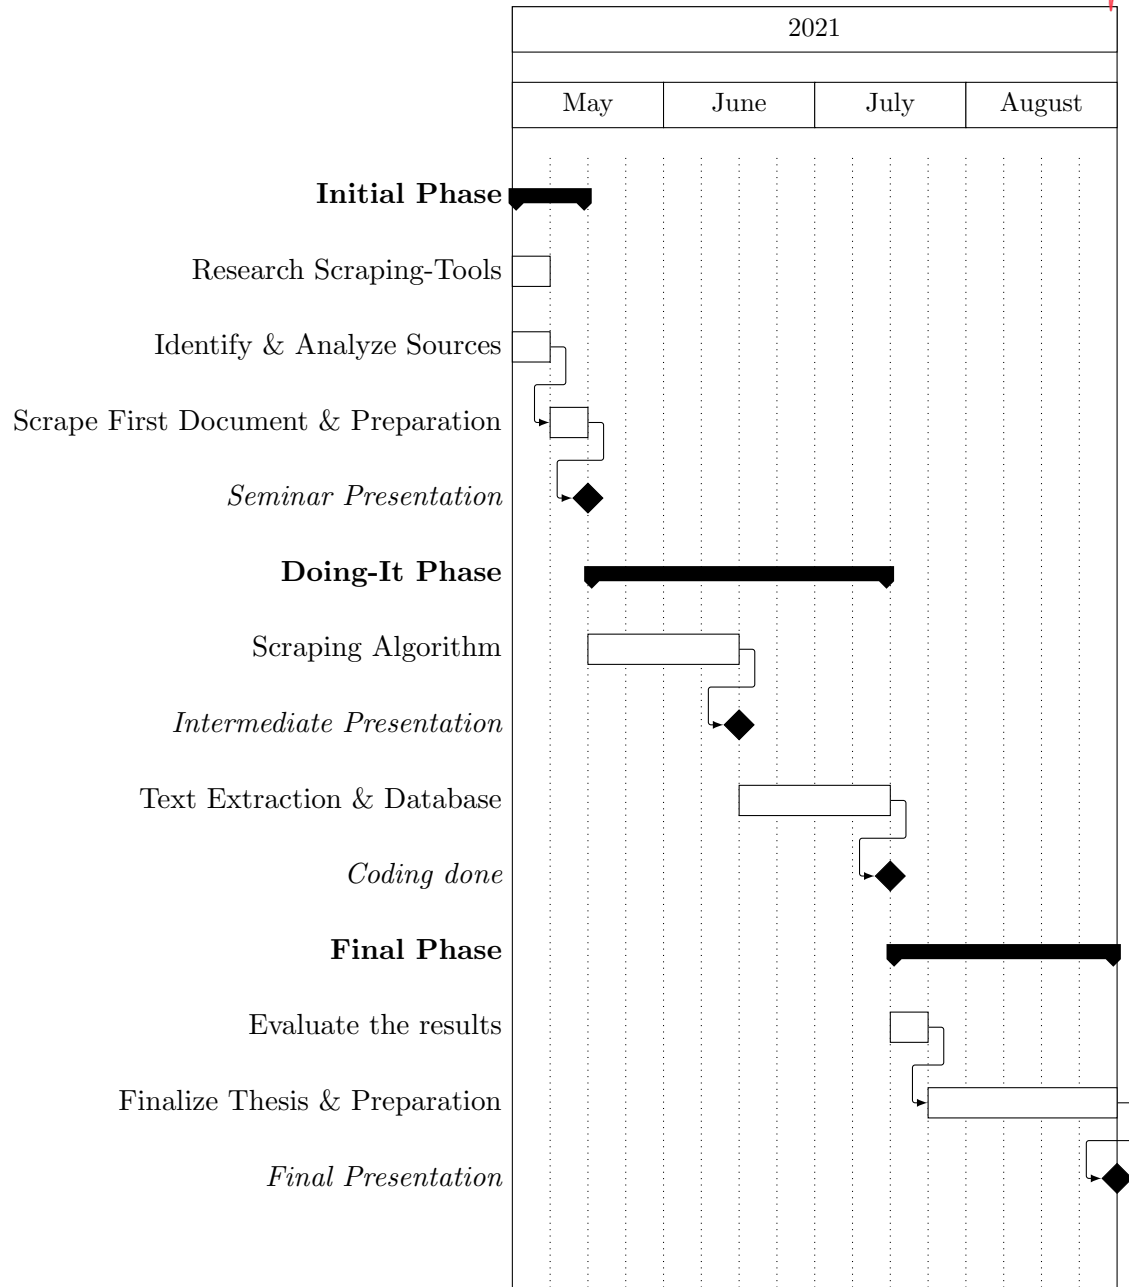 2021
May June July August
Initial Phase
Research Scraping-Tools
Identify & Analyze Sources
Scrape First Document & Preparation
Seminar Presentation
Doing-It Phase
Scraping Algorithm
Intermediate Presentation
Text Extraction & Database
Coding done
Final Phase
Evaluate the results
Finalize Thesis & Preparation
Final Presentation